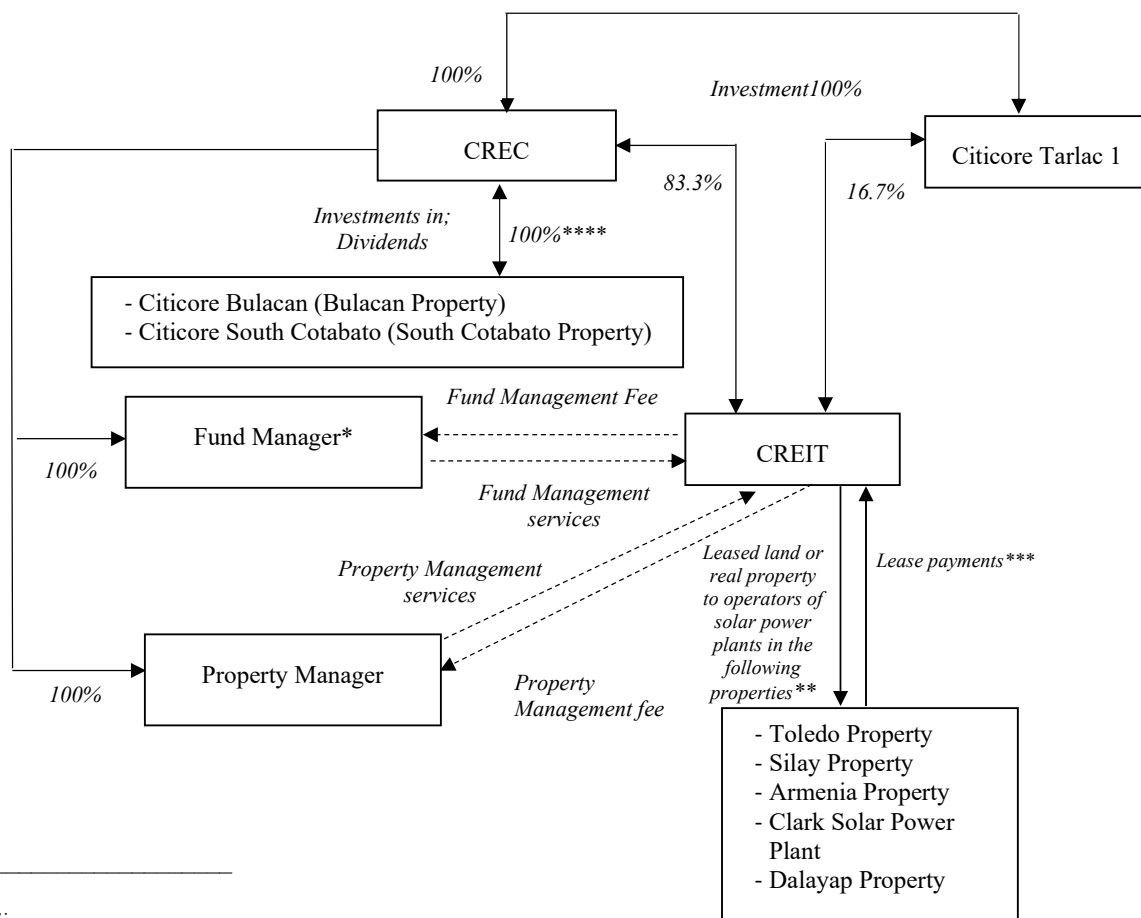 100%
Investment100%
CREC
Citicore Tarlac 1
83.3%
16.7%
Investments in;
Dividends
100%****
- Citicore Bulacan (Bulacan Property)
- Citicore South Cotabato (South Cotabato Property)
Fund Management Fee
Fund Manager*
CREIT
100%
Fund Management
services
Property Management
services
Leased land or
real property
to operators of
solar power
plants in the
following
properties**
Lease payments***
Property Manager
100%
Property
Management fee
- Toledo Property
- Silay Property
- Armenia Property
- Clark Solar Power
Plant
- Dalayap Property